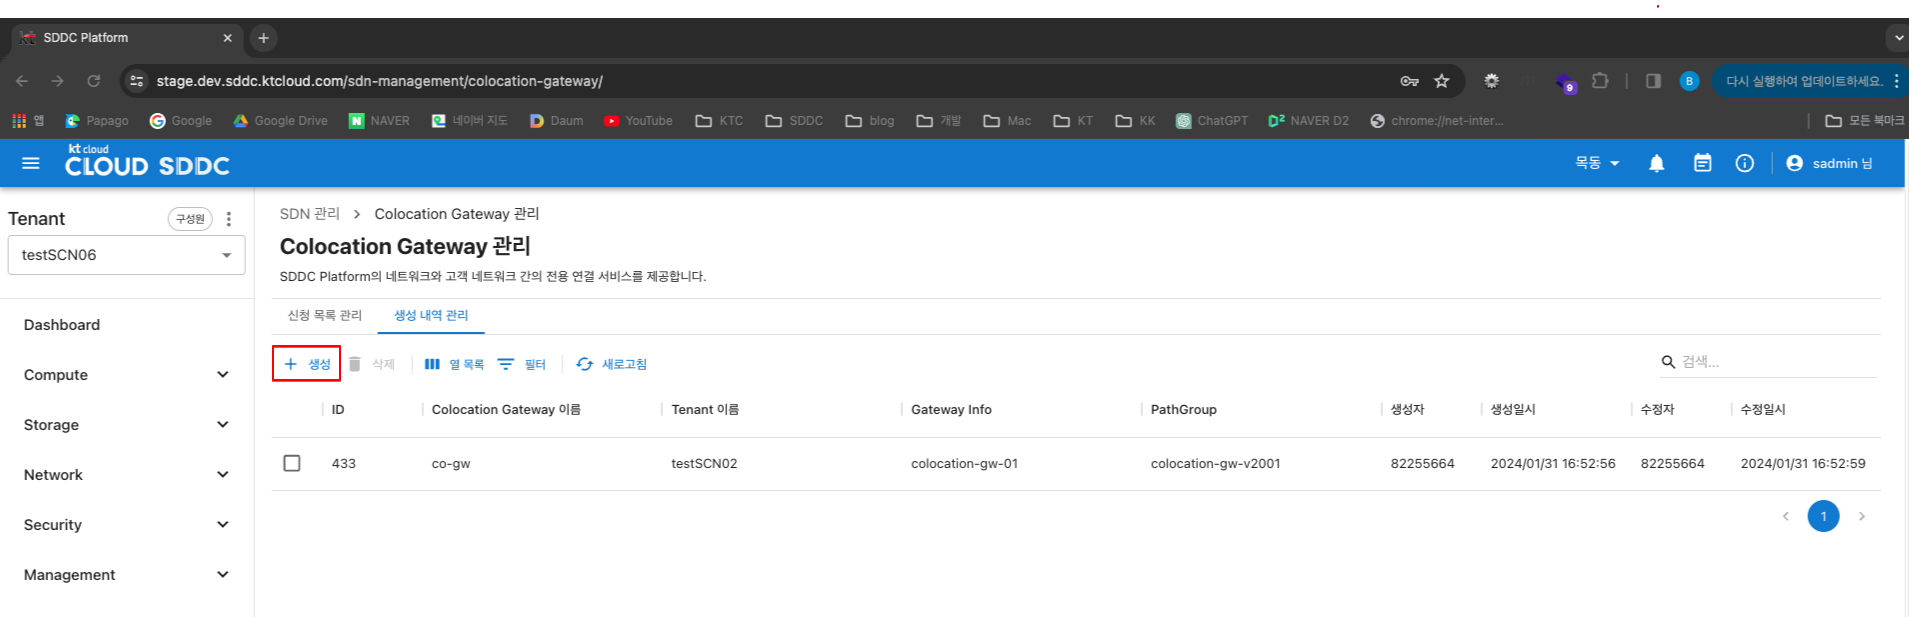 SDDC Platform
stage.dev.sddc.ktcloud.com/sdn-management/colocation-gateway/
9
B
다시 실행하여 업데이트하세요.
앱
Papago
Google
Google Drive
NAVER
네이버 지도
Daum
YouTube
KTC
SDDC
blog
개발
Mac
KT
KK
ChatGPT
NAVER D2
chrome://net-inter...
모든 북마크
kt cloud
CLOUD SDDC
목동
sadmin 님
Tenant
구성원
testSCN06
Dashboard
Compute
Storage
Network
Security
Management
SDN 관리 > Colocation Gateway 관리
Colocation Gateway 관리
SDDC Platform의 네트워크와 고객 네트워크 간의 전용 연결 서비스를 제공합니다.
신청 목록 관리 생성 내역 관리
+ 생성 삭제 열 목록 필터 새로고침 검색...
ID Colocation Gateway 이름 Tenant 이름 Gateway Info PathGroup 생성자 생성일시 수정자 수정일시
433 co-gw testSCN02 colocation-gw-01 colocation-gw-v2001 82255664 2024/01/31 16:52:56 82255664 2024/01/31 16:52:59
< 1 >